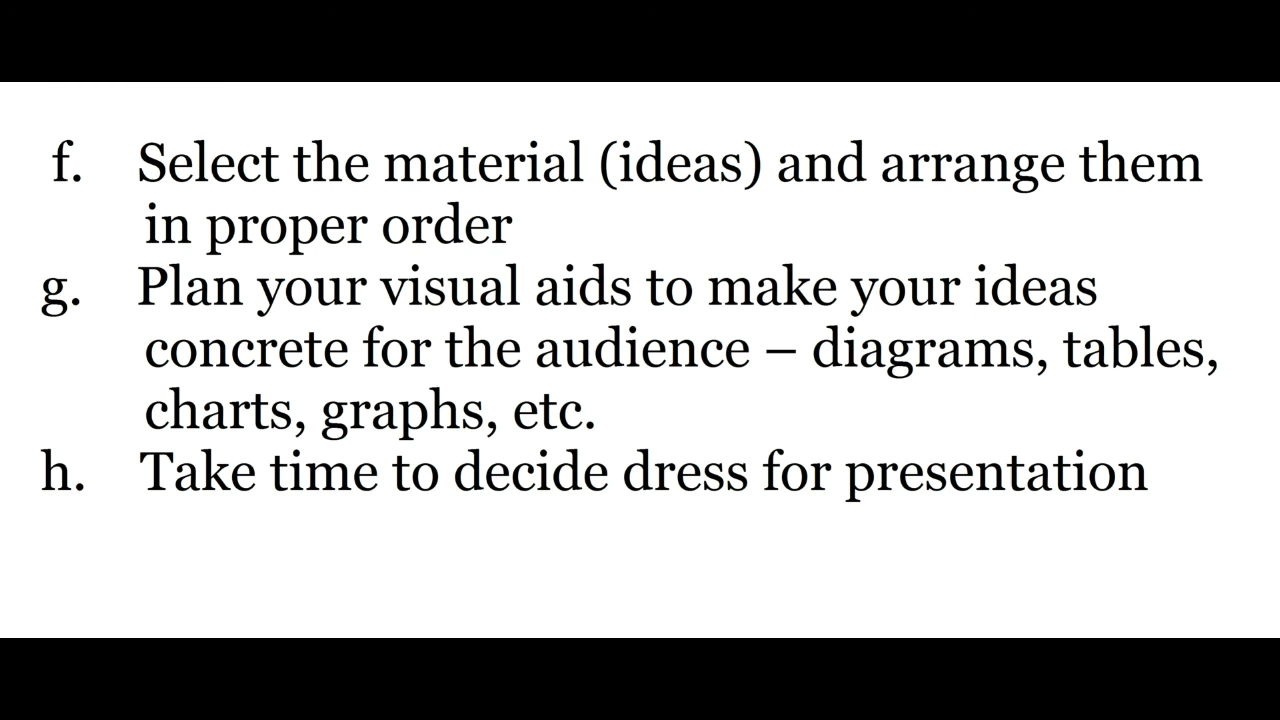 f. Select the material (ideas) and arrange them
in proper order
g. Plan your visual aids to make your ideas
concrete for the audience – diagrams, tables,
charts, graphs, etc.
h. Take time to decide dress for presentation